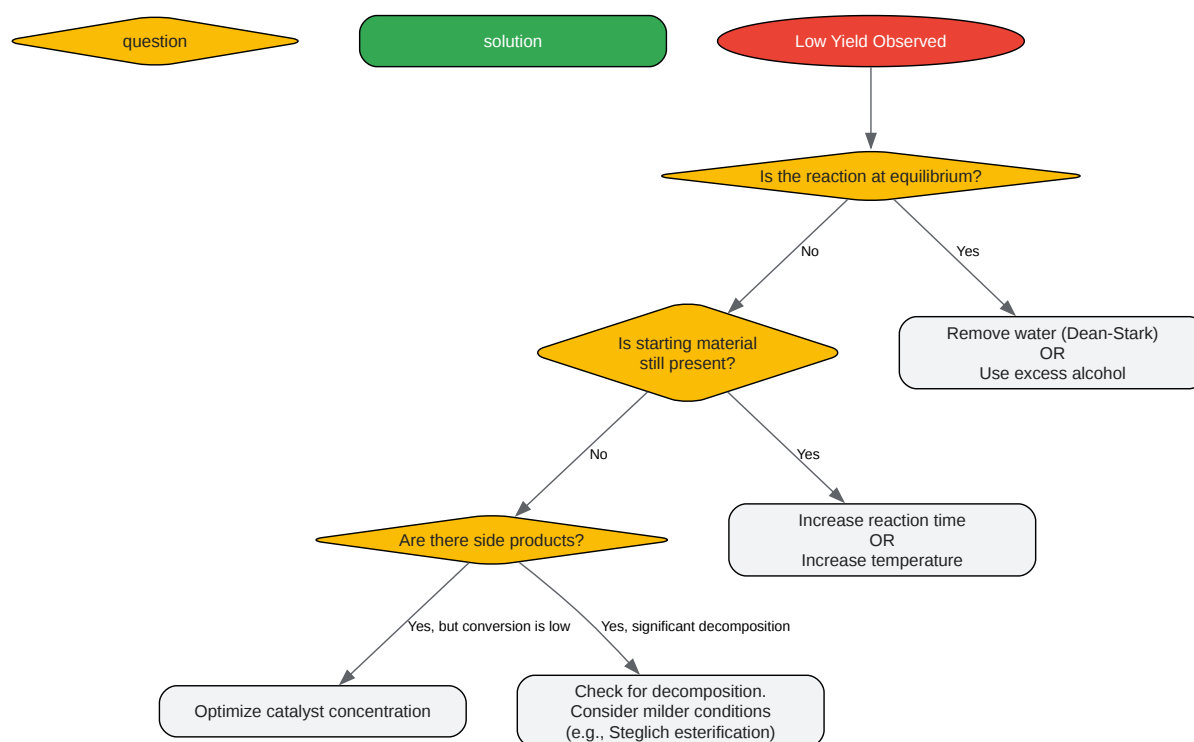 question
solution
Low Yield Observed
Is the reaction at equilibrium?
No
Yes
Is starting material
still present?
Remove water (Dean-Stark)
OR
Use excess alcohol
No
Yes
Increase reaction time
OR
Increase temperature
Are there side products?
Yes, but conversion is low
Yes, significant decomposition
Optimize catalyst concentration
Check for decomposition.
Consider milder conditions
(e.g., Steglich esterification)